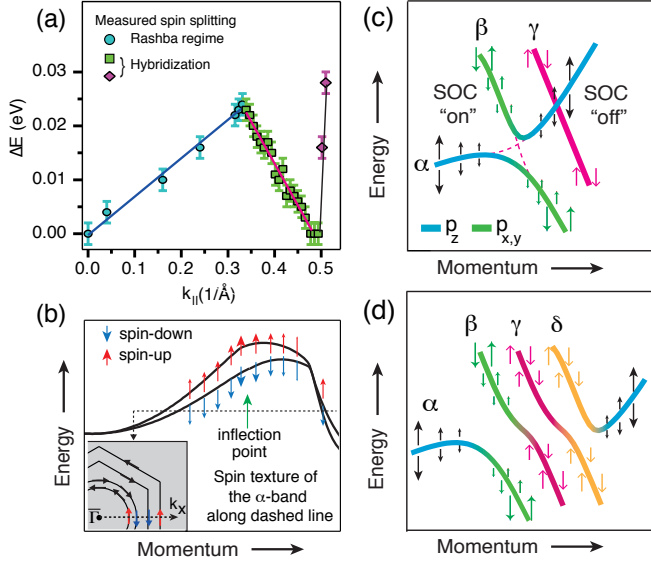 (a)
Measured spin splitting
Rashba regime
Hybridization
0.03
0.02
0.01
0.00
ΔE (eV)
0.0 0.1 0.2 0.3 0.4 0.5
k||(1/Å)
(b)
spin-down
spin-up
inflection
point
Spin texture of
the α-band
along dashed line
Γ
kx
Energy
Momentum
(c)
β γ
SOC
"on"
SOC
"off"
α
pz
px,y
Energy
Momentum
(d)
β γ δ
α
Energy
Momentum